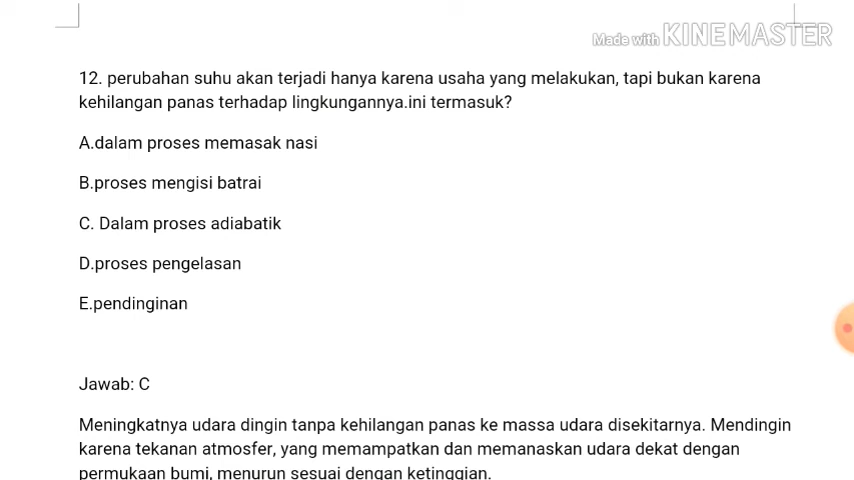 Made with KINEMASTER
12. perubahan suhu akan terjadi hanya karena usaha yang melakukan, tapi bukan karena
kehilangan panas terhadap lingkungannya.ini termasuk?
A.dalam proses memasak nasi
B.proses mengisi batrai
C. Dalam proses adiabatik
D.proses pengelasan
E.pendinginan
Jawab: C
Meningkatnya udara dingin tanpa kehilangan panas ke massa udara disekitarnya. Mendingin
karena tekanan atmosfer, yang memampatkan dan memanaskan udara dekat dengan
permukaan bumi, menurun sesuai dengan ketinggian.